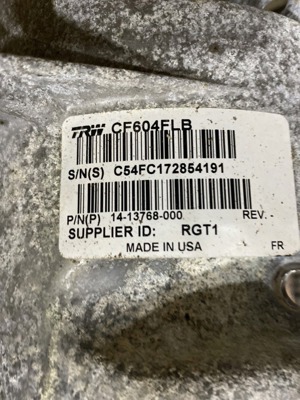 TRW CF604FLB
S/N(S) C54FC172854191
P/N(P) 14-13768-000 REV. -
SUPPLIER ID: RGT1
MADE IN USA FR